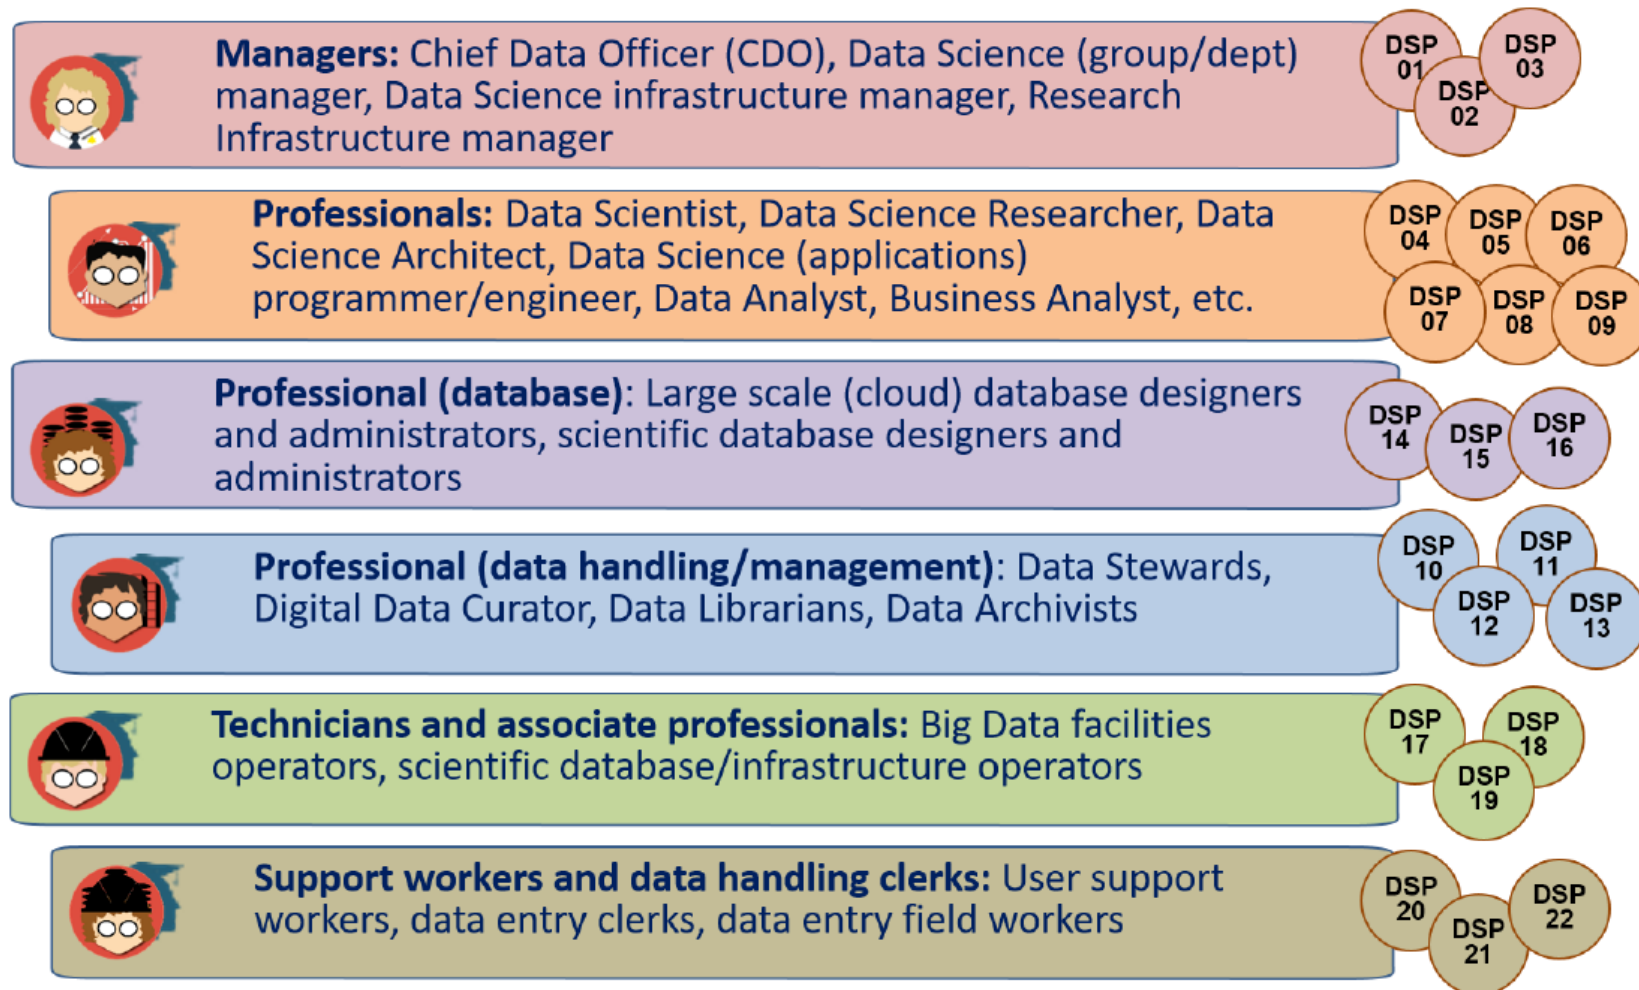 Managers: Chief Data Officer (CDO), Data Science (group/dept)
manager, Data Science infrastructure manager, Research
Infrastructure manager
DSP
01
DSP
02
DSP
03
Professionals: Data Scientist, Data Science Researcher, Data
Science Architect, Data Science (applications)
programmer/engineer, Data Analyst, Business Analyst, etc.
DSP
04
DSP
05
DSP
06
DSP
07
DSP
08
DSP
09
Professional (database): Large scale (cloud) database designers
and administrators, scientific database designers and
administrators
DSP
14
DSP
15
DSP
16
Professional (data handling/management): Data Stewards,
Digital Data Curator, Data Librarians, Data Archivists
DSP
10
DSP
11
DSP
12
DSP
13
Technicians and associate professionals: Big Data facilities
operators, scientific database/infrastructure operators
DSP
17
DSP
18
DSP
19
Support workers and data handling clerks: User support
workers, data entry clerks, data entry field workers
DSP
20
DSP
21
DSP
22